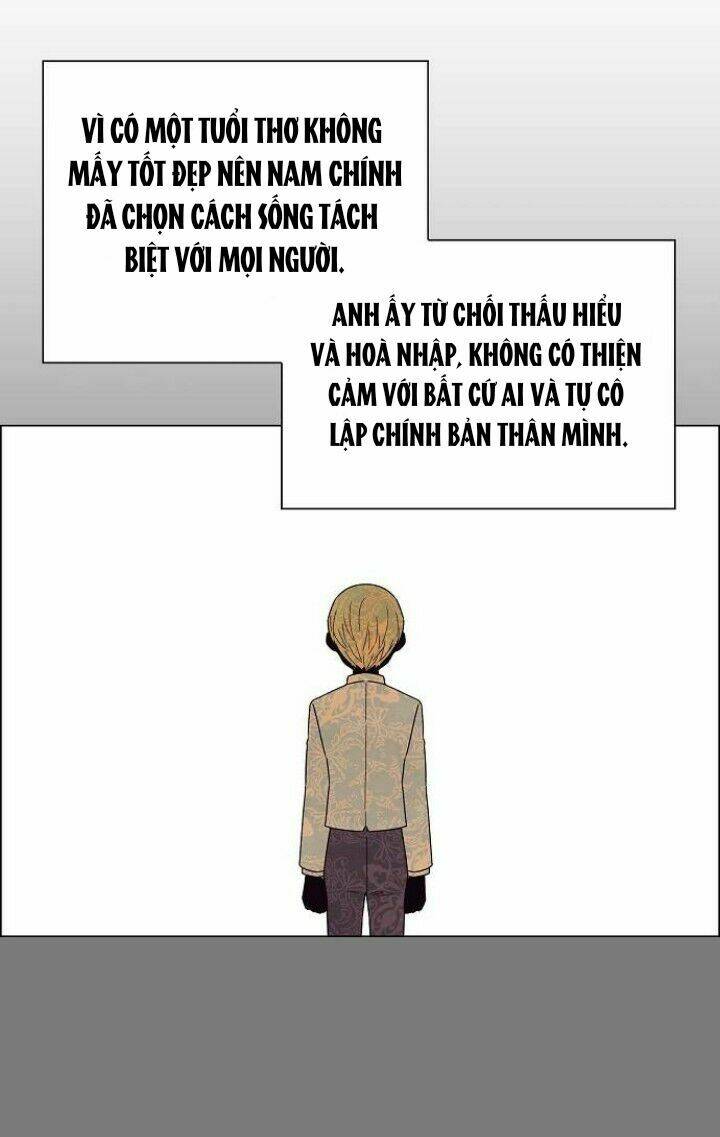 VÌ CÓ MỘT TUỔI THƠ KHÔNG
MẤY TỐT ĐẸP NÊN NAM CHÍNH
ĐÃ CHỌN CÁCH SỐNG TÁCH
BIỆT VỚI MỌI NGƯỜI.
ANH ẤY TỪ CHỐI THẤU HIỂU
VÀ HOÀ NHẬP, KHÔNG CÓ THIỆN
CẢM VỚI BẤT CỨ AI VÀ TỰ CÔ
LẬP CHÍNH BẢN THÂN MÌNH.